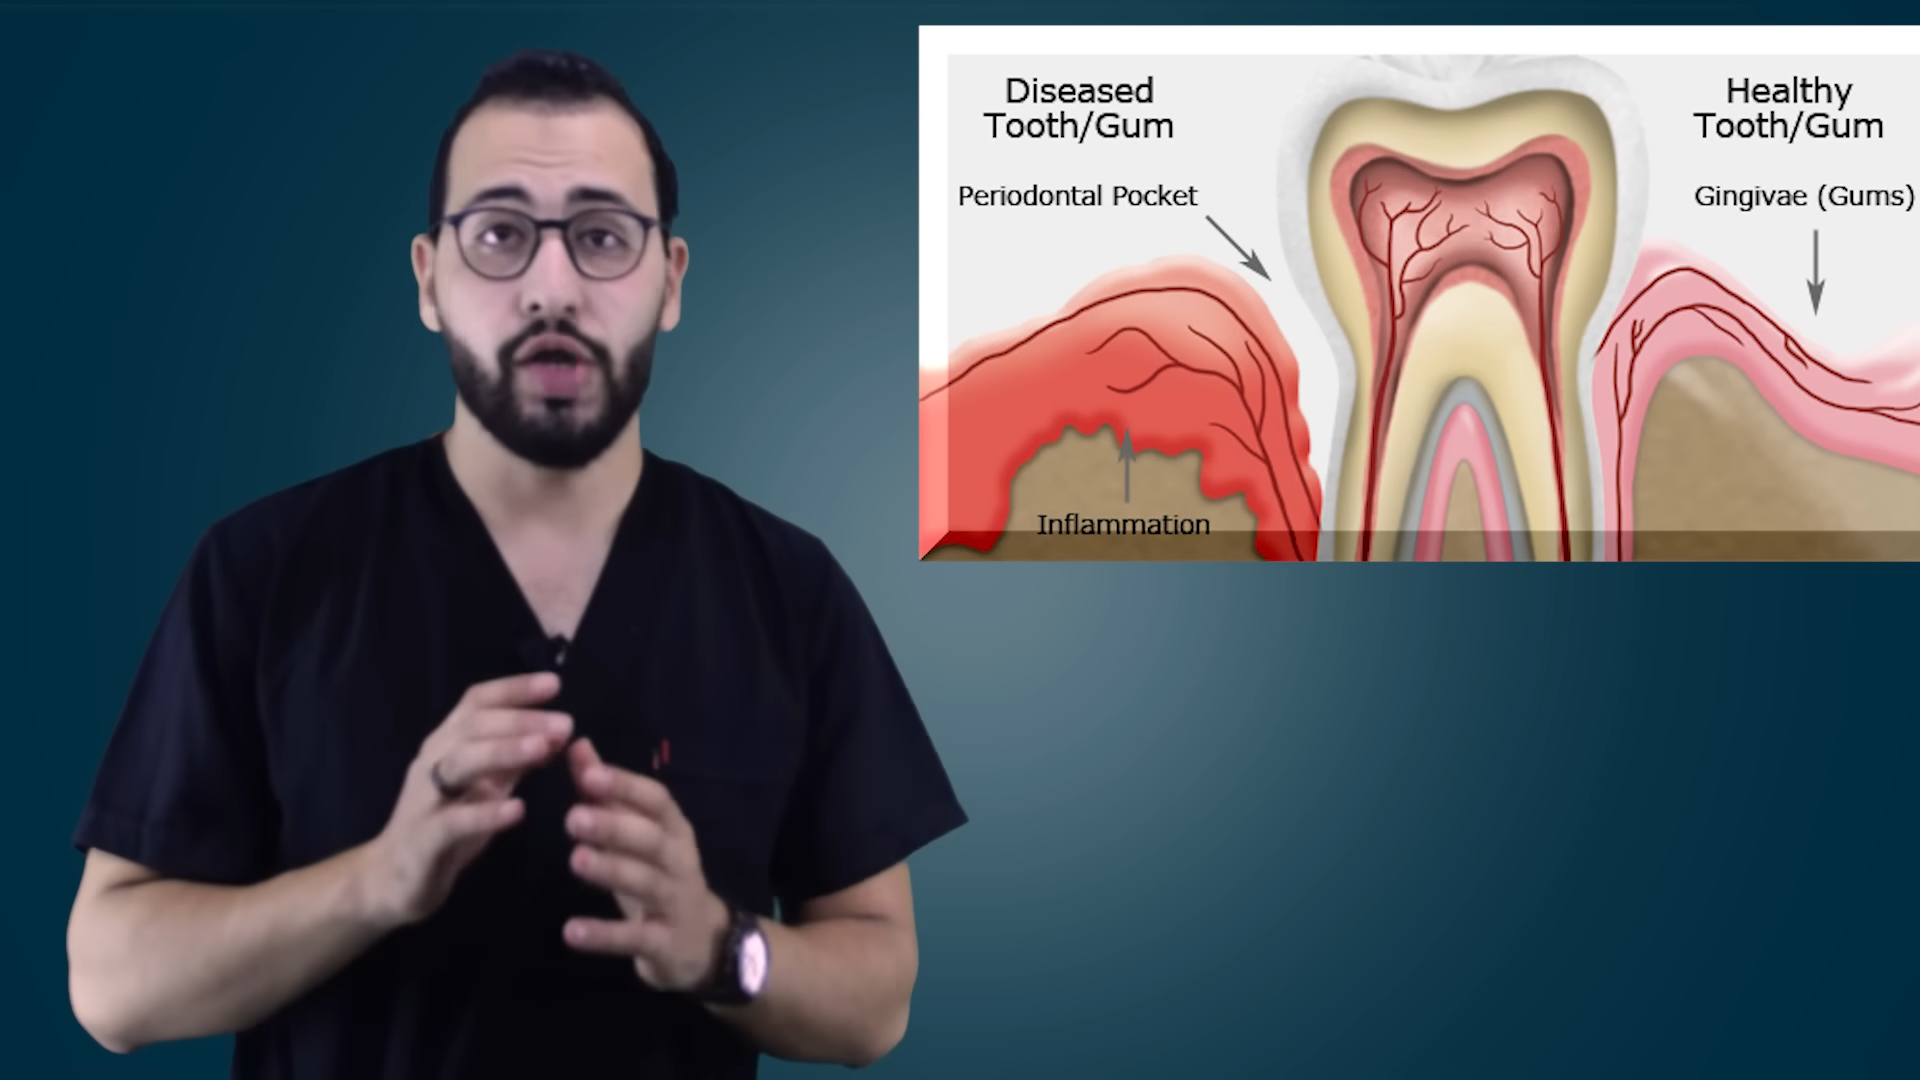 Diseased
Tooth/Gum
Periodontal Pocket
Inflammation
Healthy
Tooth/Gum
Gingivae (Gums)